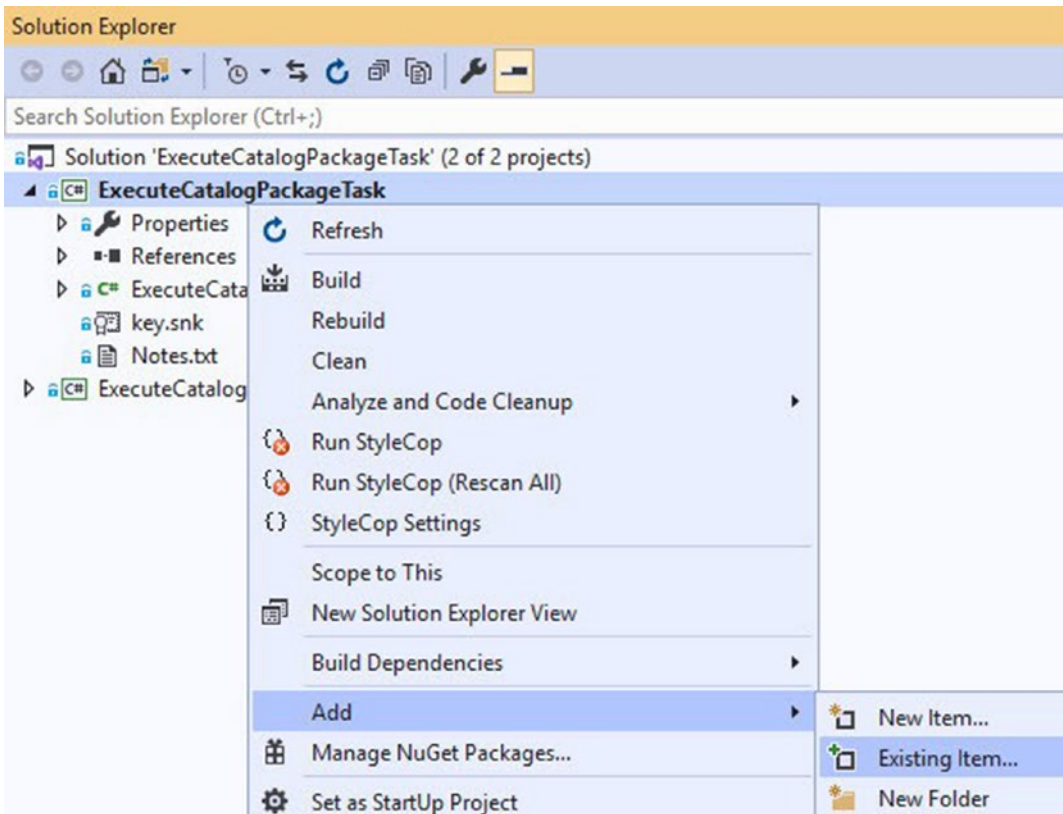 Solution Explorer
Search Solution Explorer (Ctrl+;)
Solution 'ExecuteCatalogPackageTask' (2 of 2 projects)
C# ExecuteCatalogPackageTask
Properties
References
C# ExecuteCata
key.snk
Notes.txt
C# ExecuteCatalog
Refresh
Build
Rebuild
Clean
Analyze and Code Cleanup
Run StyleCop
Run StyleCop (Rescan All)
StyleCop Settings
Scope to This
New Solution Explorer View
Build Dependencies
Add
Manage NuGet Packages...
Set as StartUp Project
New Item...
Existing Item...
New Folder